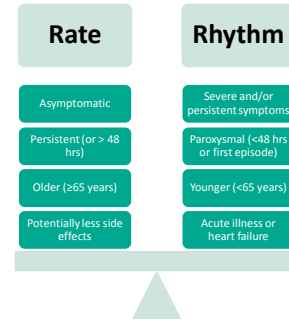 Rate
Asymptomatic
Persistent (or > 48
hrs)
Older (≥65 years)
Potentially less side
effects
Rhythm
Severe and/or
persistent symptoms
Paroxysmal (<48 hrs
or first episode)
Younger (<65 years)
Acute illness or
heart failure